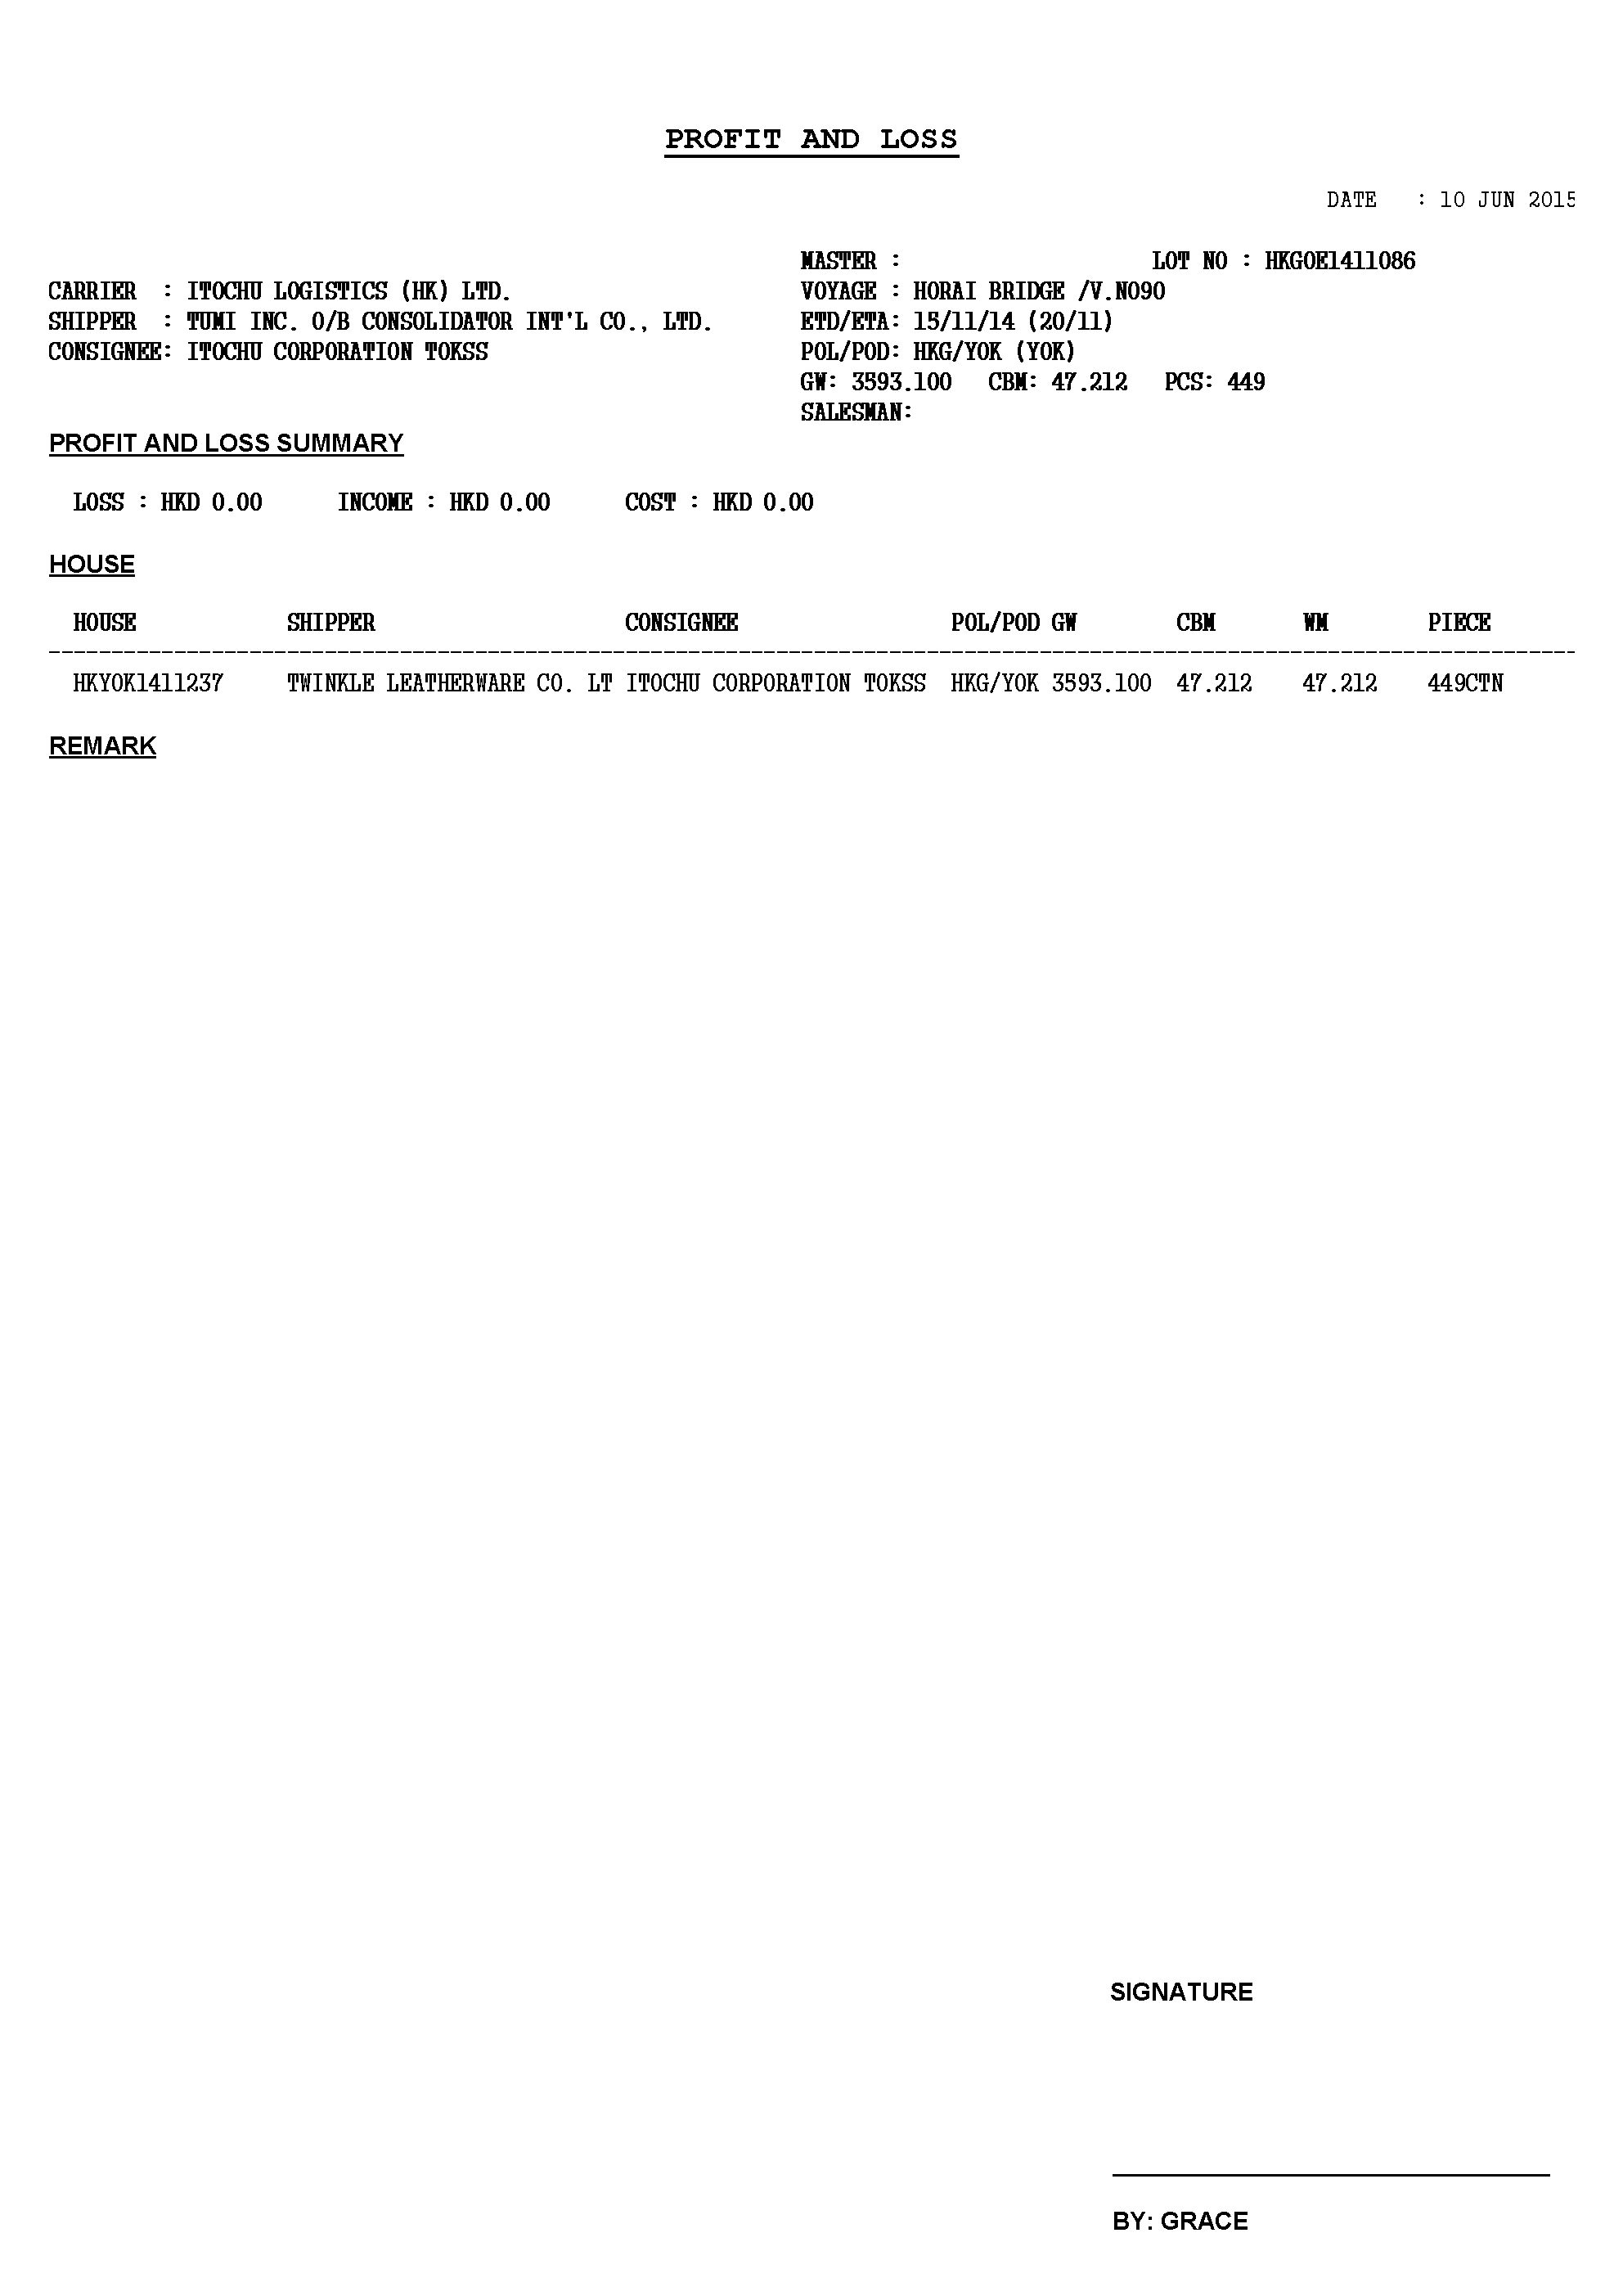 PROFIT AND LOSS
DATE : 10 JUN 2015
MASTER : LOT NO : HKGOE1411086
CARRIER : ITOCHU LOGISTICS (HK) LTD. VOYAGE : HORAI BRIDGE /V.N090
SHIPPER : TUMI INC. O/B CONSOLIDATOR INT'L CO., LTD. ETD/ETA: 15/11/14 (20/11)
CONSIGNEE: ITOCHU CORPORATION TOKSS POL/POD: HKG/YOK (YOK)
GW: 3593.100 CBM: 47.212 PCS: 449
SALESMAN:
PROFIT AND LOSS SUMMARY
LOSS : HKD 0.00 INCOME : HKD 0.00 COST : HKD 0.00
HOUSE
HOUSE SHIPPER CONSIGNEE POL/POD GW CBM WM PIECE
HKYOK1411237 TWINKLE LEATHERWARE CO. LT ITOCHU CORPORATION TOKSS HKG/YOK 3593.100 47.212 47.212 449CTN
REMARK
SIGNATURE
BY: GRACE